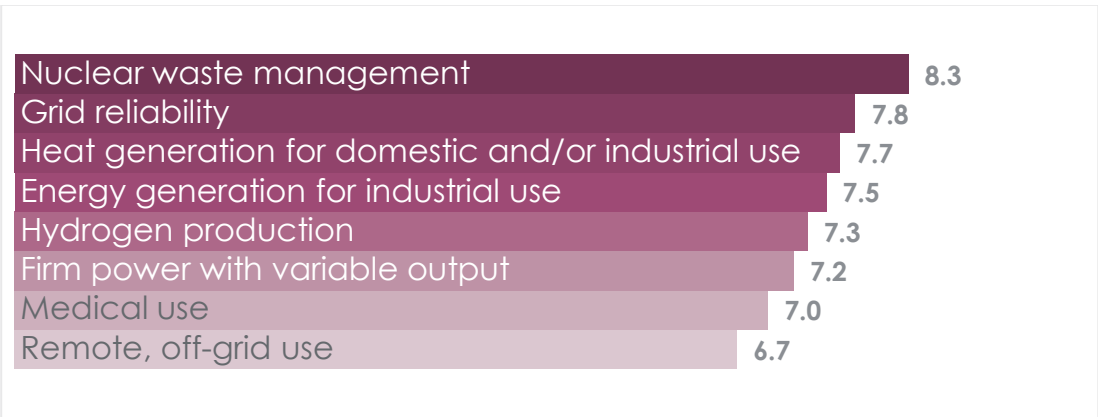 Nuclear waste management 8.3
Grid reliability 7.8
Heat generation for domestic and/or industrial use 7.7
Energy generation for industrial use 7.5
Hydrogen production 7.3
Firm power with variable output 7.2
Medical use 7.0
Remote, off-grid use 6.7